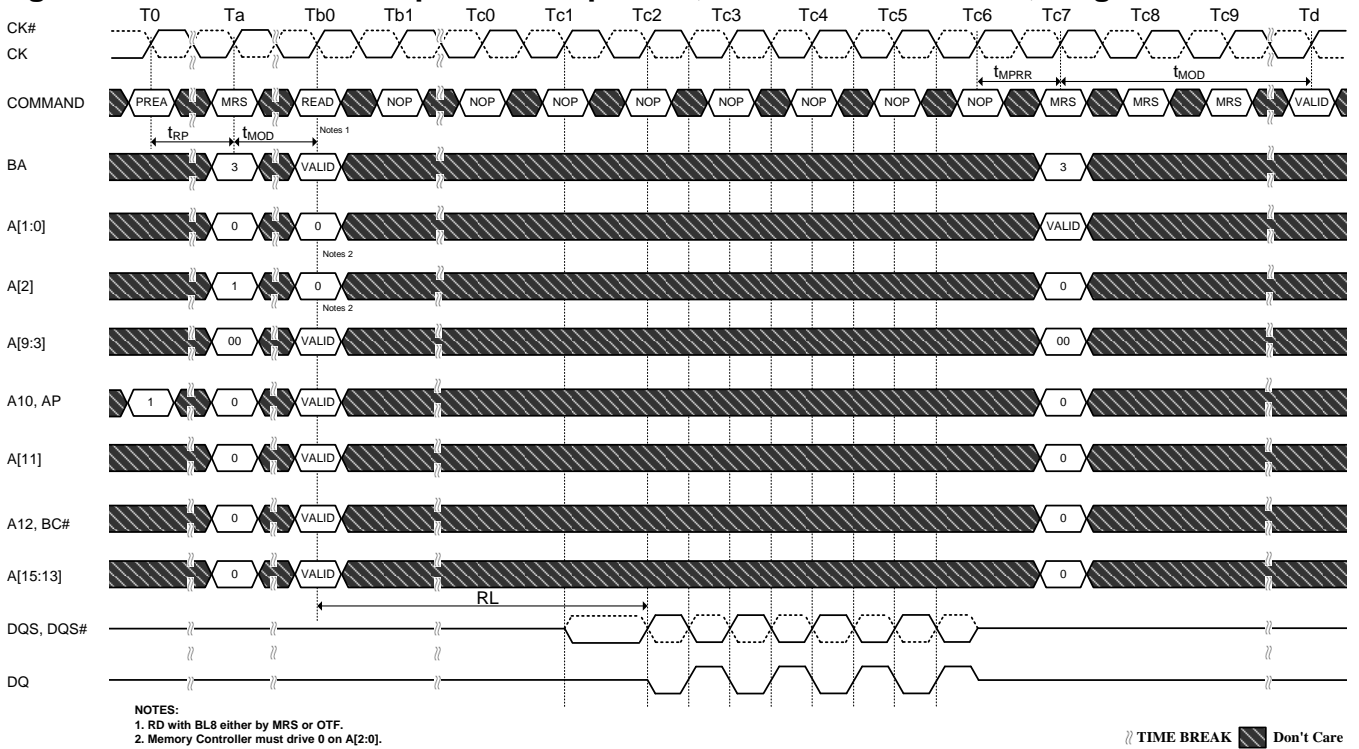 T0 Ta Tb0 Tb1 Tc0 Tc1 Tc2 Tc3 Tc4 Tc5 Tc6 Tc7 Tc8 Tc9 Td
CK#
CK
tMPRR tMOD
COMMAND PREA MRS READ NOP NOP NOP NOP NOP NOP NOP NOP MRS MRS MRS VALID
tRP tMOD Notes 1
BA 3 VALID 3
A[1:0] 0 0 VALID
Notes 2
A[2] 1 0 0
Notes 2
A[9:3] 00 VALID 00
A10, AP 1 0 VALID 0
A[11] 0 VALID 0
A12, BC# 0 VALID 0
A[15:13] 0 VALID 0
RL
DQS, DQS#
DQ
NOTES:
1. RD with BL8 either by MRS or OTF.
2. Memory Controller must drive 0 on A[2:0].
TIME BREAK Don't Care